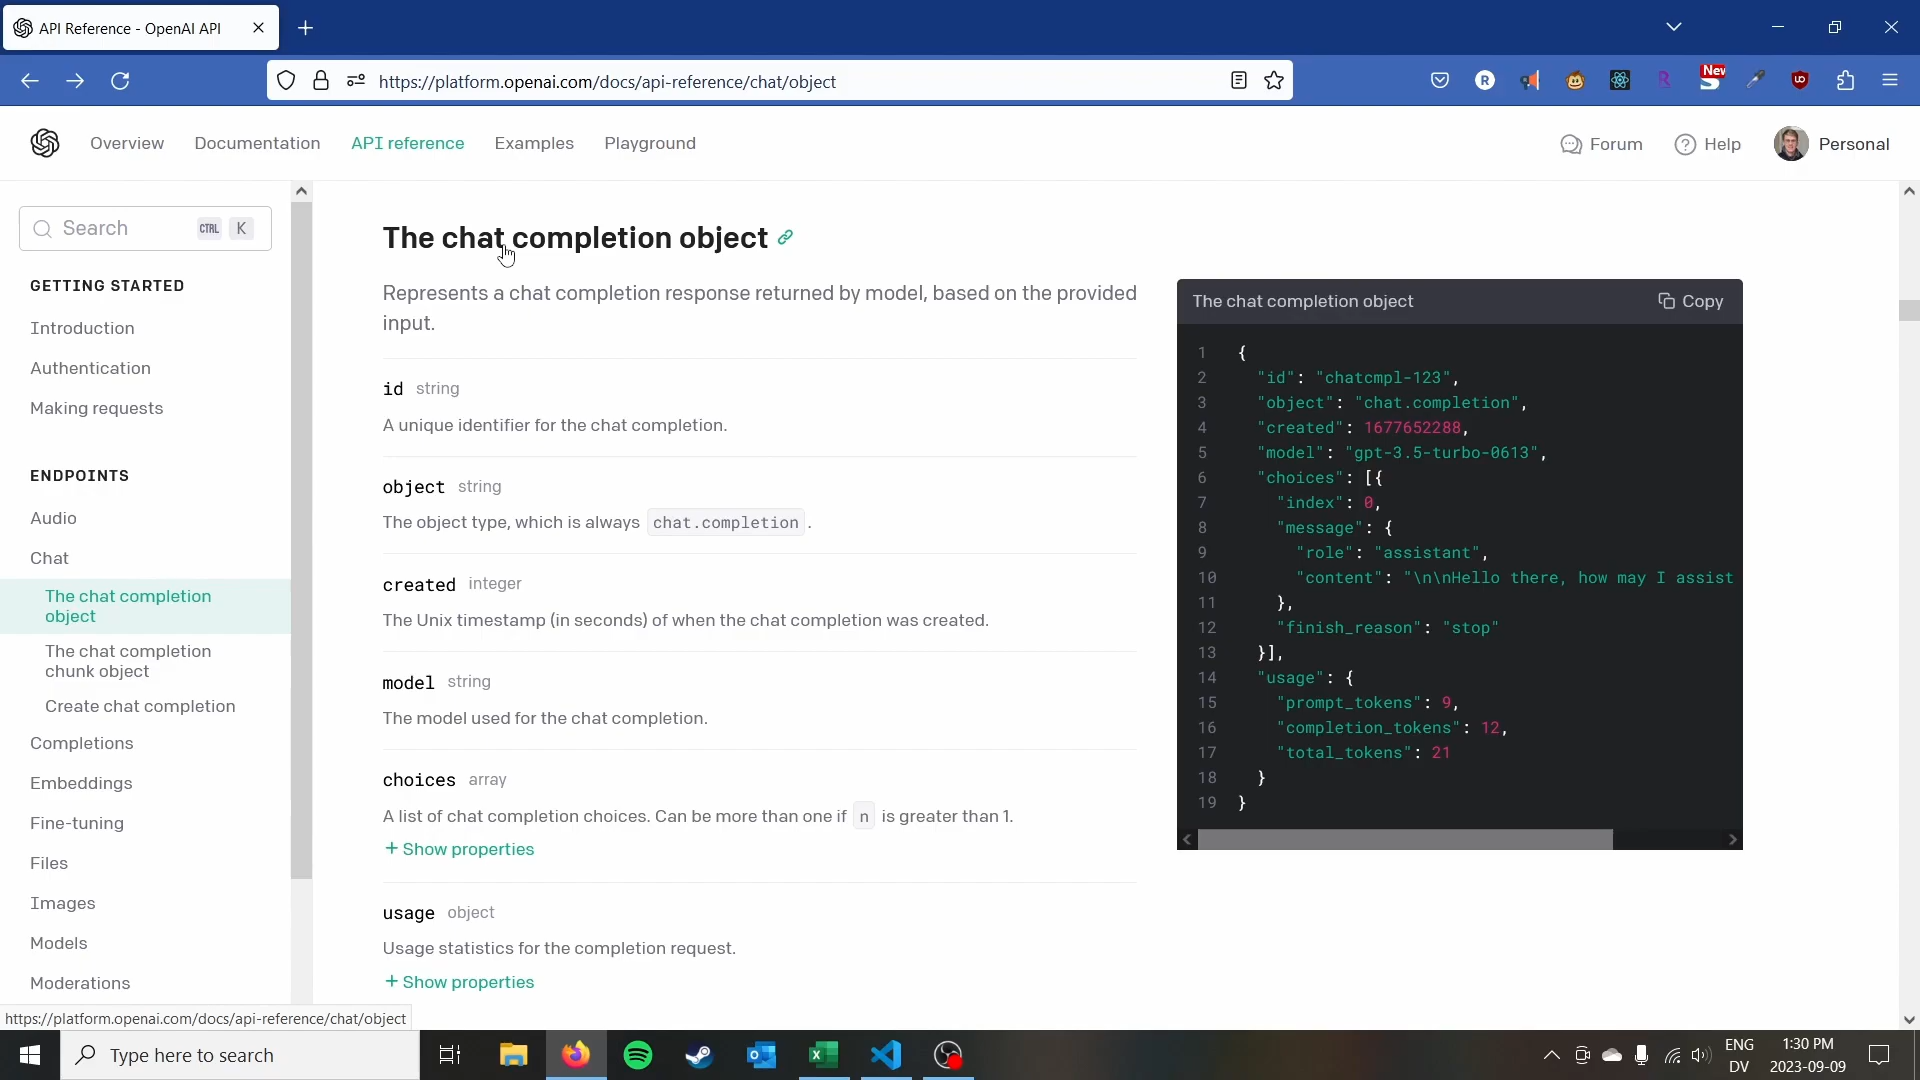 API Reference - OpenAI API
https://platform.openai.com/docs/api-reference/chat/object
New
Overview Documentation API reference Examples Playground Forum Help Personal
Search CTRL K
GETTING STARTED
Introduction
Authentication
Making requests
ENDPOINTS
Audio
Chat
The chat completion
object
The chat completion
chunk object
Create chat completion
Completions
Embeddings
Fine-tuning
Files
Images
Models
Moderations
The chat completion object
Represents a chat completion response returned by model, based on the provided
input.
id string
A unique identifier for the chat completion.
object string
The object type, which is always chat.completion .
created integer
The Unix timestamp (in seconds) of when the chat completion was created.
model string
The model used for the chat completion.
choices array
A list of chat completion choices. Can be more than one if n is greater than 1.
+ Show properties
usage object
Usage statistics for the completion request.
+ Show properties
The chat completion object Copy
1 {
2 "id": "chatcmpl-123",
3 "object": "chat.completion",
4 "created": 1677652288,
5 "model": "gpt-3.5-turbo-0613",
6 "choices": [{
7 "index": 0,
8 "message": {
9 "role": "assistant",
10 "content": "\n\nHello there, how may I assist
11 },
12 "finish_reason": "stop"
13 }],
14 "usage": {
15 "prompt_tokens": 9,
16 "completion_tokens": 12,
17 "total_tokens": 21
18 }
19 }
https://platform.openai.com/docs/api-reference/chat/object
Type here to search
ENG
DV
1:30 PM
2023-09-09